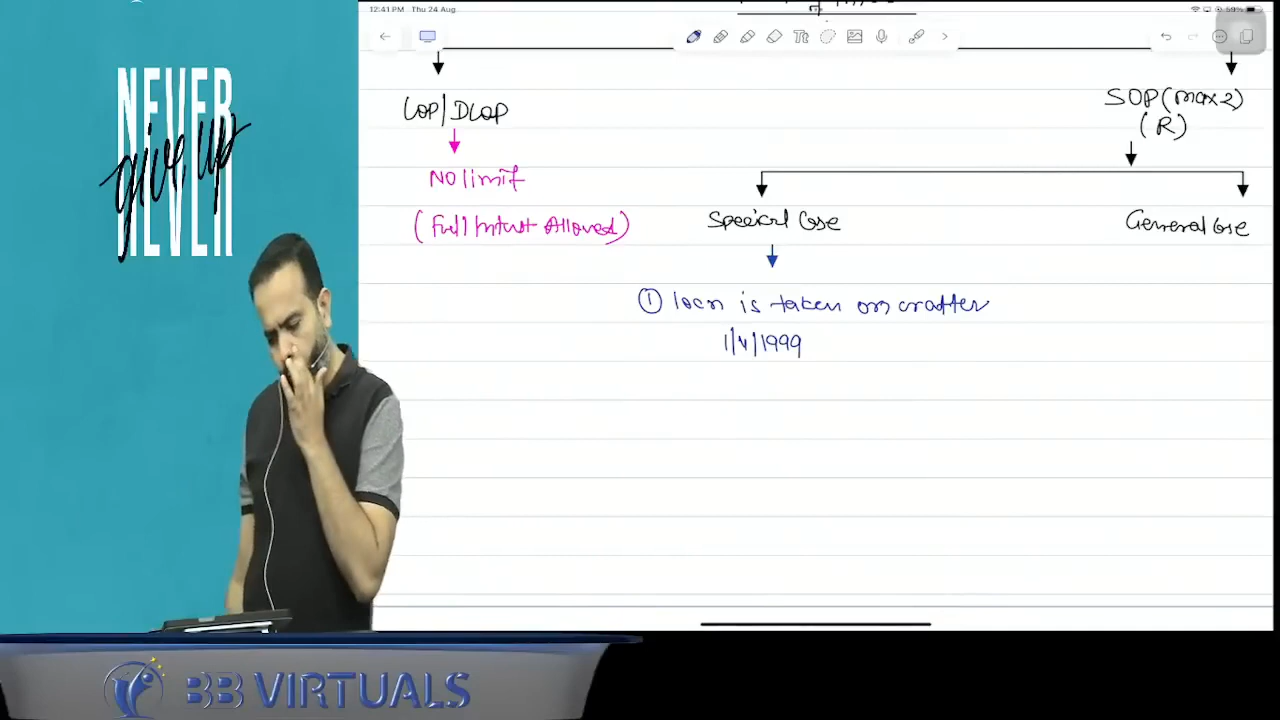 12:41 PM Thu 24 Aug
59%
NEVER
give up
NEVER
LOP/DLOP
SOP (max 2)
(R)
NO limit
(Full Interest Allowed)
Special Case
General Case
① loan is taken on or after
1/4/1999
BB VIRTUALS